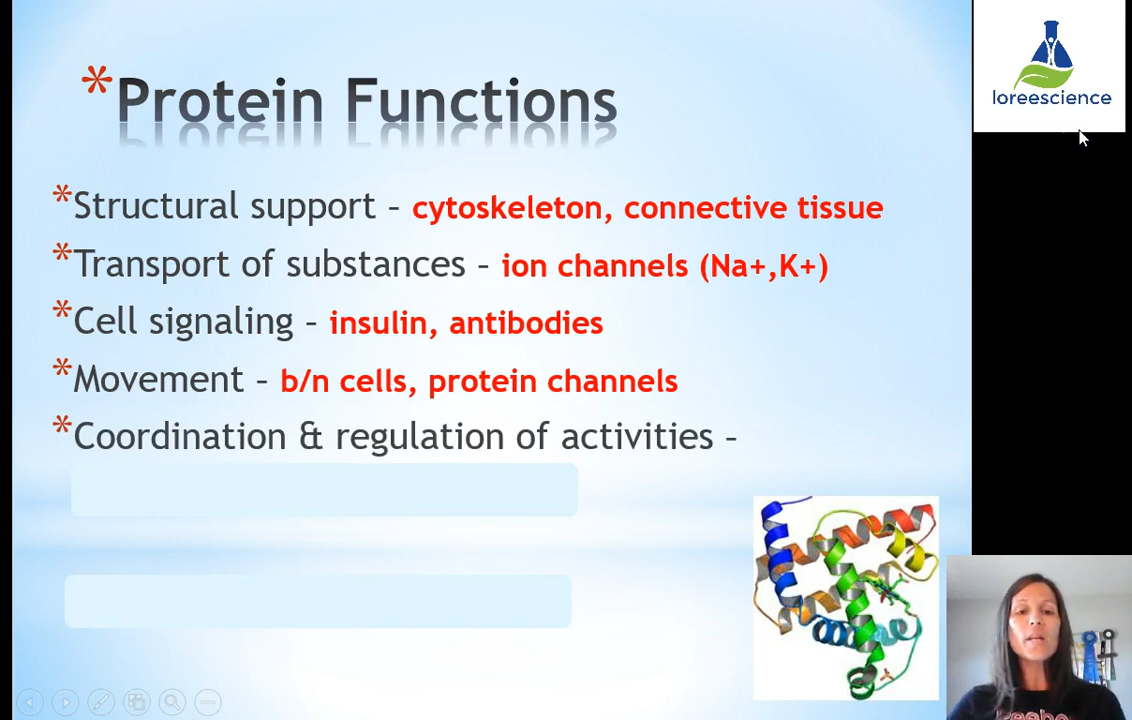 loreescience
*Protein Functions
*Structural support – cytoskeleton, connective tissue
*Transport of substances – ion channels (Na+,K+)
*Cell signaling – insulin, antibodies
*Movement – b/n cells, protein channels
*Coordination & regulation of activities –